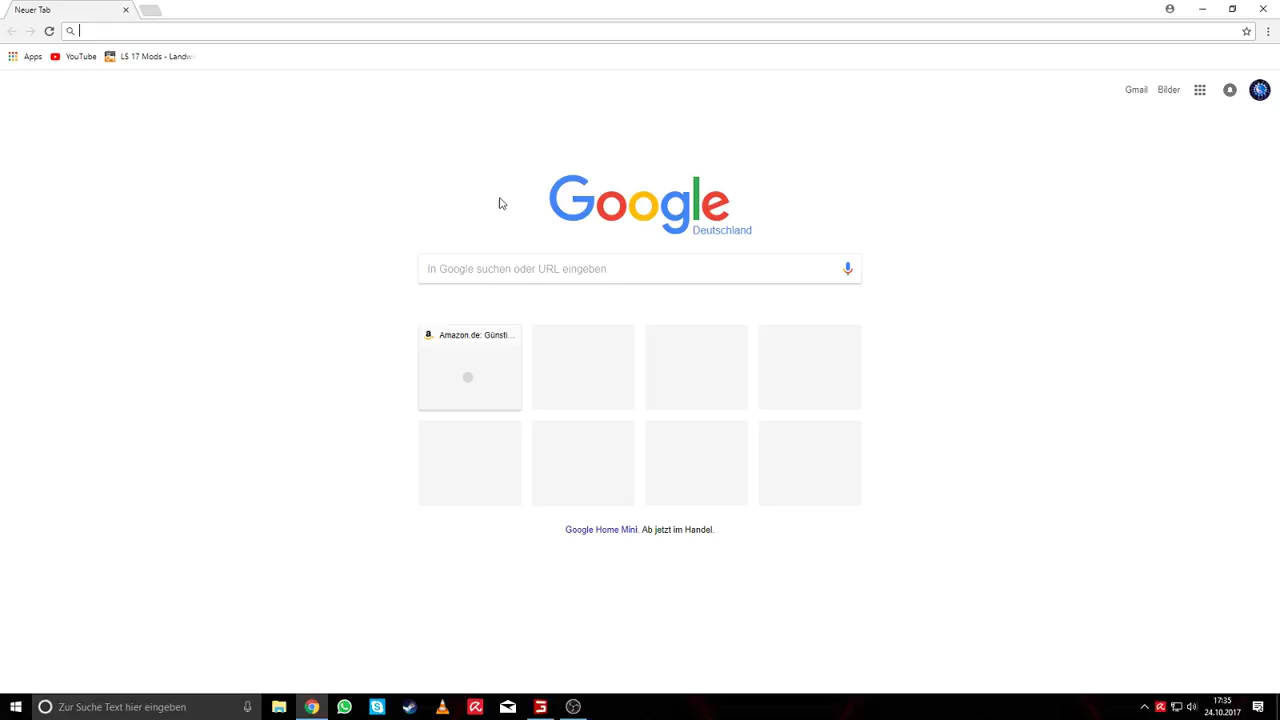 Neuer Tab
Apps
YouTube
LS 17 Mods - Landw
Gmail
Bilder
Google
Deutschland
In Google suchen oder URL eingeben
Amazon.de: Günsti...
Google Home Mini. Ab jetzt im Handel.
Zur Suche Text hier eingeben
17:35
24.10.2017